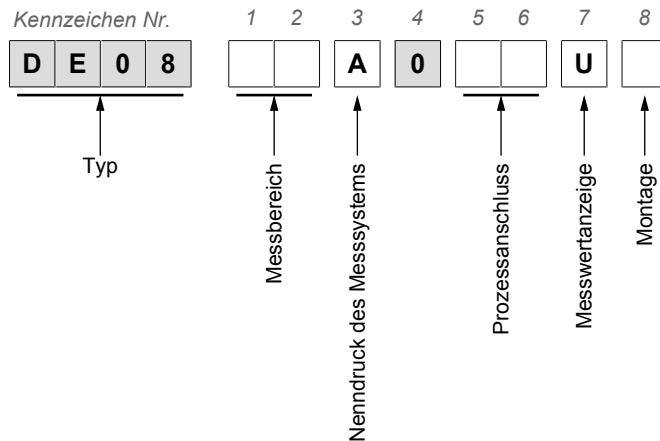 Kennzeichen Nr. 1 2 3 4 5 6 7 8
D E 0 8 A 0 U
Typ
Messbereich
Nenndruck des Messsystems
Prozessanschluss
Messwertanzeige
Montage